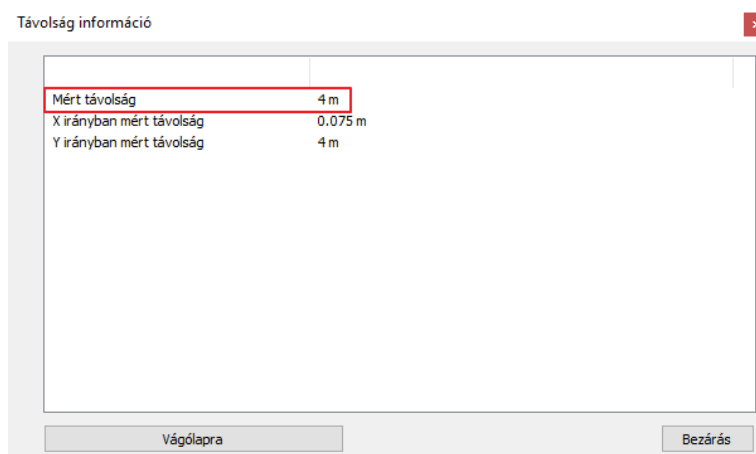 Távolság információ
Mért távolság 4 m
X irányban mért távolság 0.075 m
Y irányban mért távolság 4 m
Vágólapra Bezárás